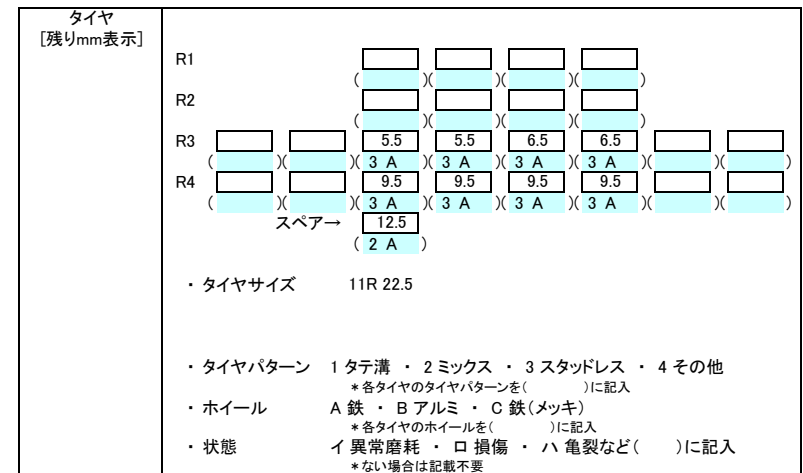 タイヤ
[残りmm表示]
R1
( )( )( )( )
R2
( )( )( )( )
R3 5.5 5.5 6.5 6.5
( )( )( 3 A )( 3 A )( 3 A )( 3 A )( )( )
R4 9.5 9.5 9.5 9.5
( )( )( 3 A )( 3 A )( 3 A )( 3 A )( )( )
スペア→ 12.5
( 2 A )
・ タイヤサイズ 11R 22.5
・ タイヤパターン 1 タテ溝 ・ 2 ミックス ・ 3 スタッドレス ・ 4 その他
*各タイヤのタイヤパターンを( )に記入
・ ホイール A 鉄 ・ B アルミ ・ C 鉄(メッキ)
*各タイヤのホイールを( )に記入
・ 状態 イ 異常磨耗 ・ ロ 損傷 ・ ハ 亀裂など( )に記入
*ない場合は記載不要